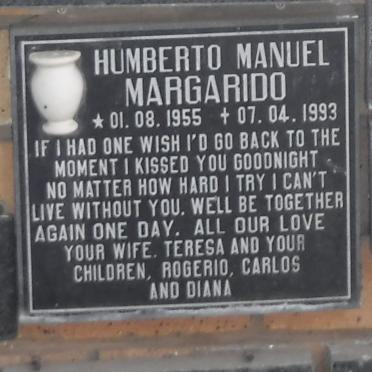 HUMBERTO MANUEL
MARGARIDO
★ 01. 08. 1955 ✝ 07. 04. 1993
IF I HAD ONE WISH I'D GO BACK TO THE
MOMENT I KISSED YOU GOODNIGHT
NO MATTER HOW HARD I TRY I CAN'T
LIVE WITHOUT YOU. WE'LL BE TOGETHER
AGAIN ONE DAY. ALL OUR LOVE
YOUR WIFE. TERESA AND YOUR
CHILDREN, ROGERIO, CARLOS
AND DIANA